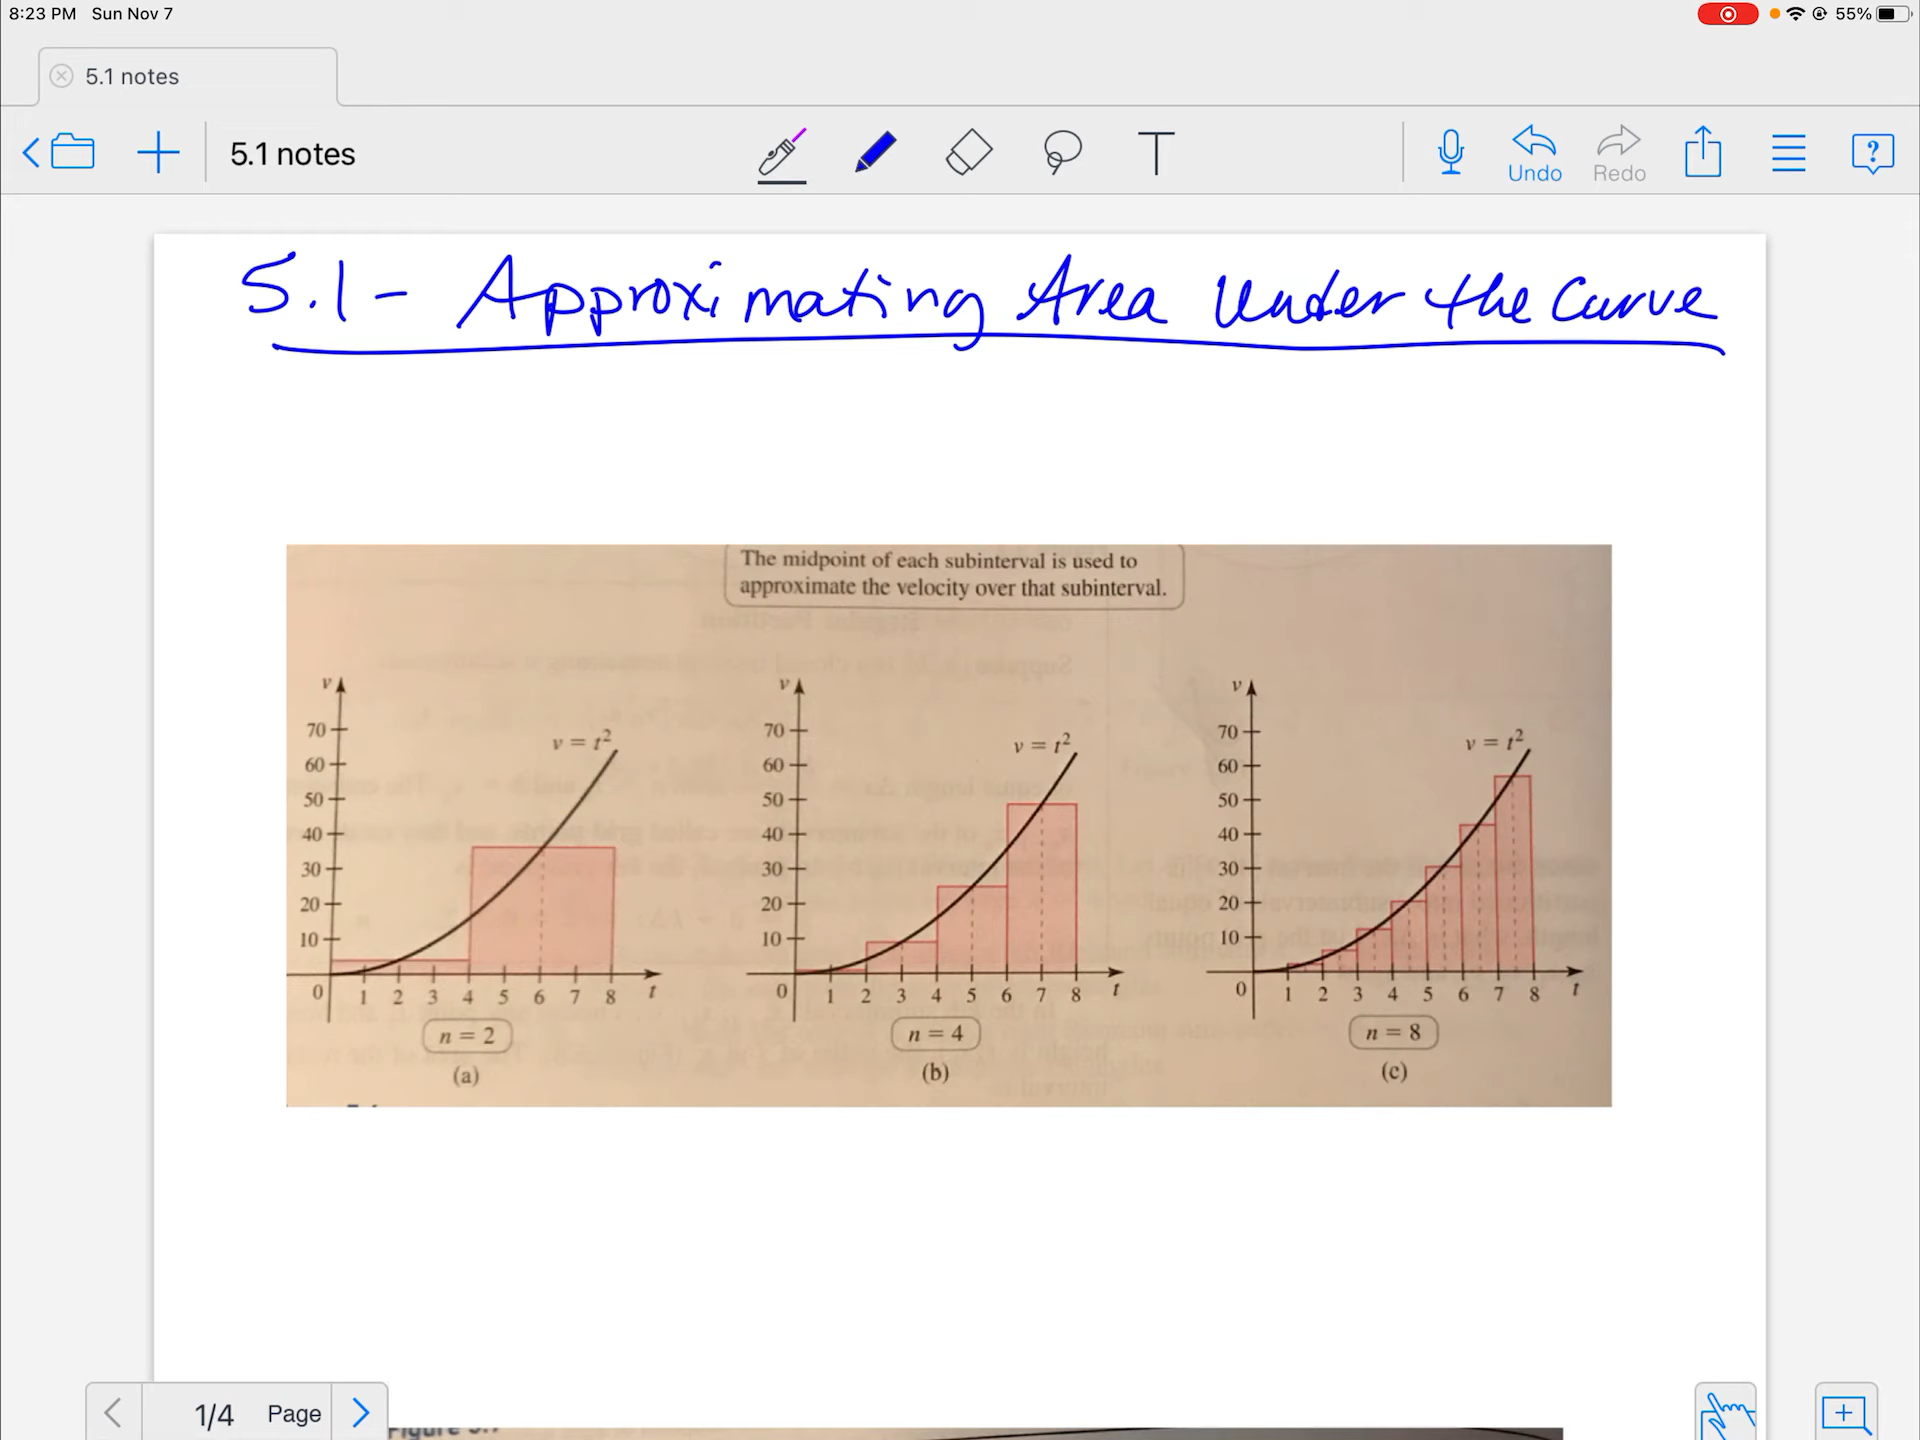 8:23 PM Sun Nov 7
55%
5.1 notes
5.1 notes
Undo
Redo
5.1 - Approximating Area Under the Curve
The midpoint of each subinterval is used to
approximate the velocity over that subinterval.
v
70
60
50
40
30
20
10
0 1 2 3 4 5 6 7 8 t
v = t²
n = 2
(a)
v
70
60
50
40
30
20
10
0 1 2 3 4 5 6 7 8 t
v = t²
n = 4
(b)
v
70
60
50
40
30
20
10
0 1 2 3 4 5 6 7 8 t
v = t²
n = 8
(c)
1/4 Page